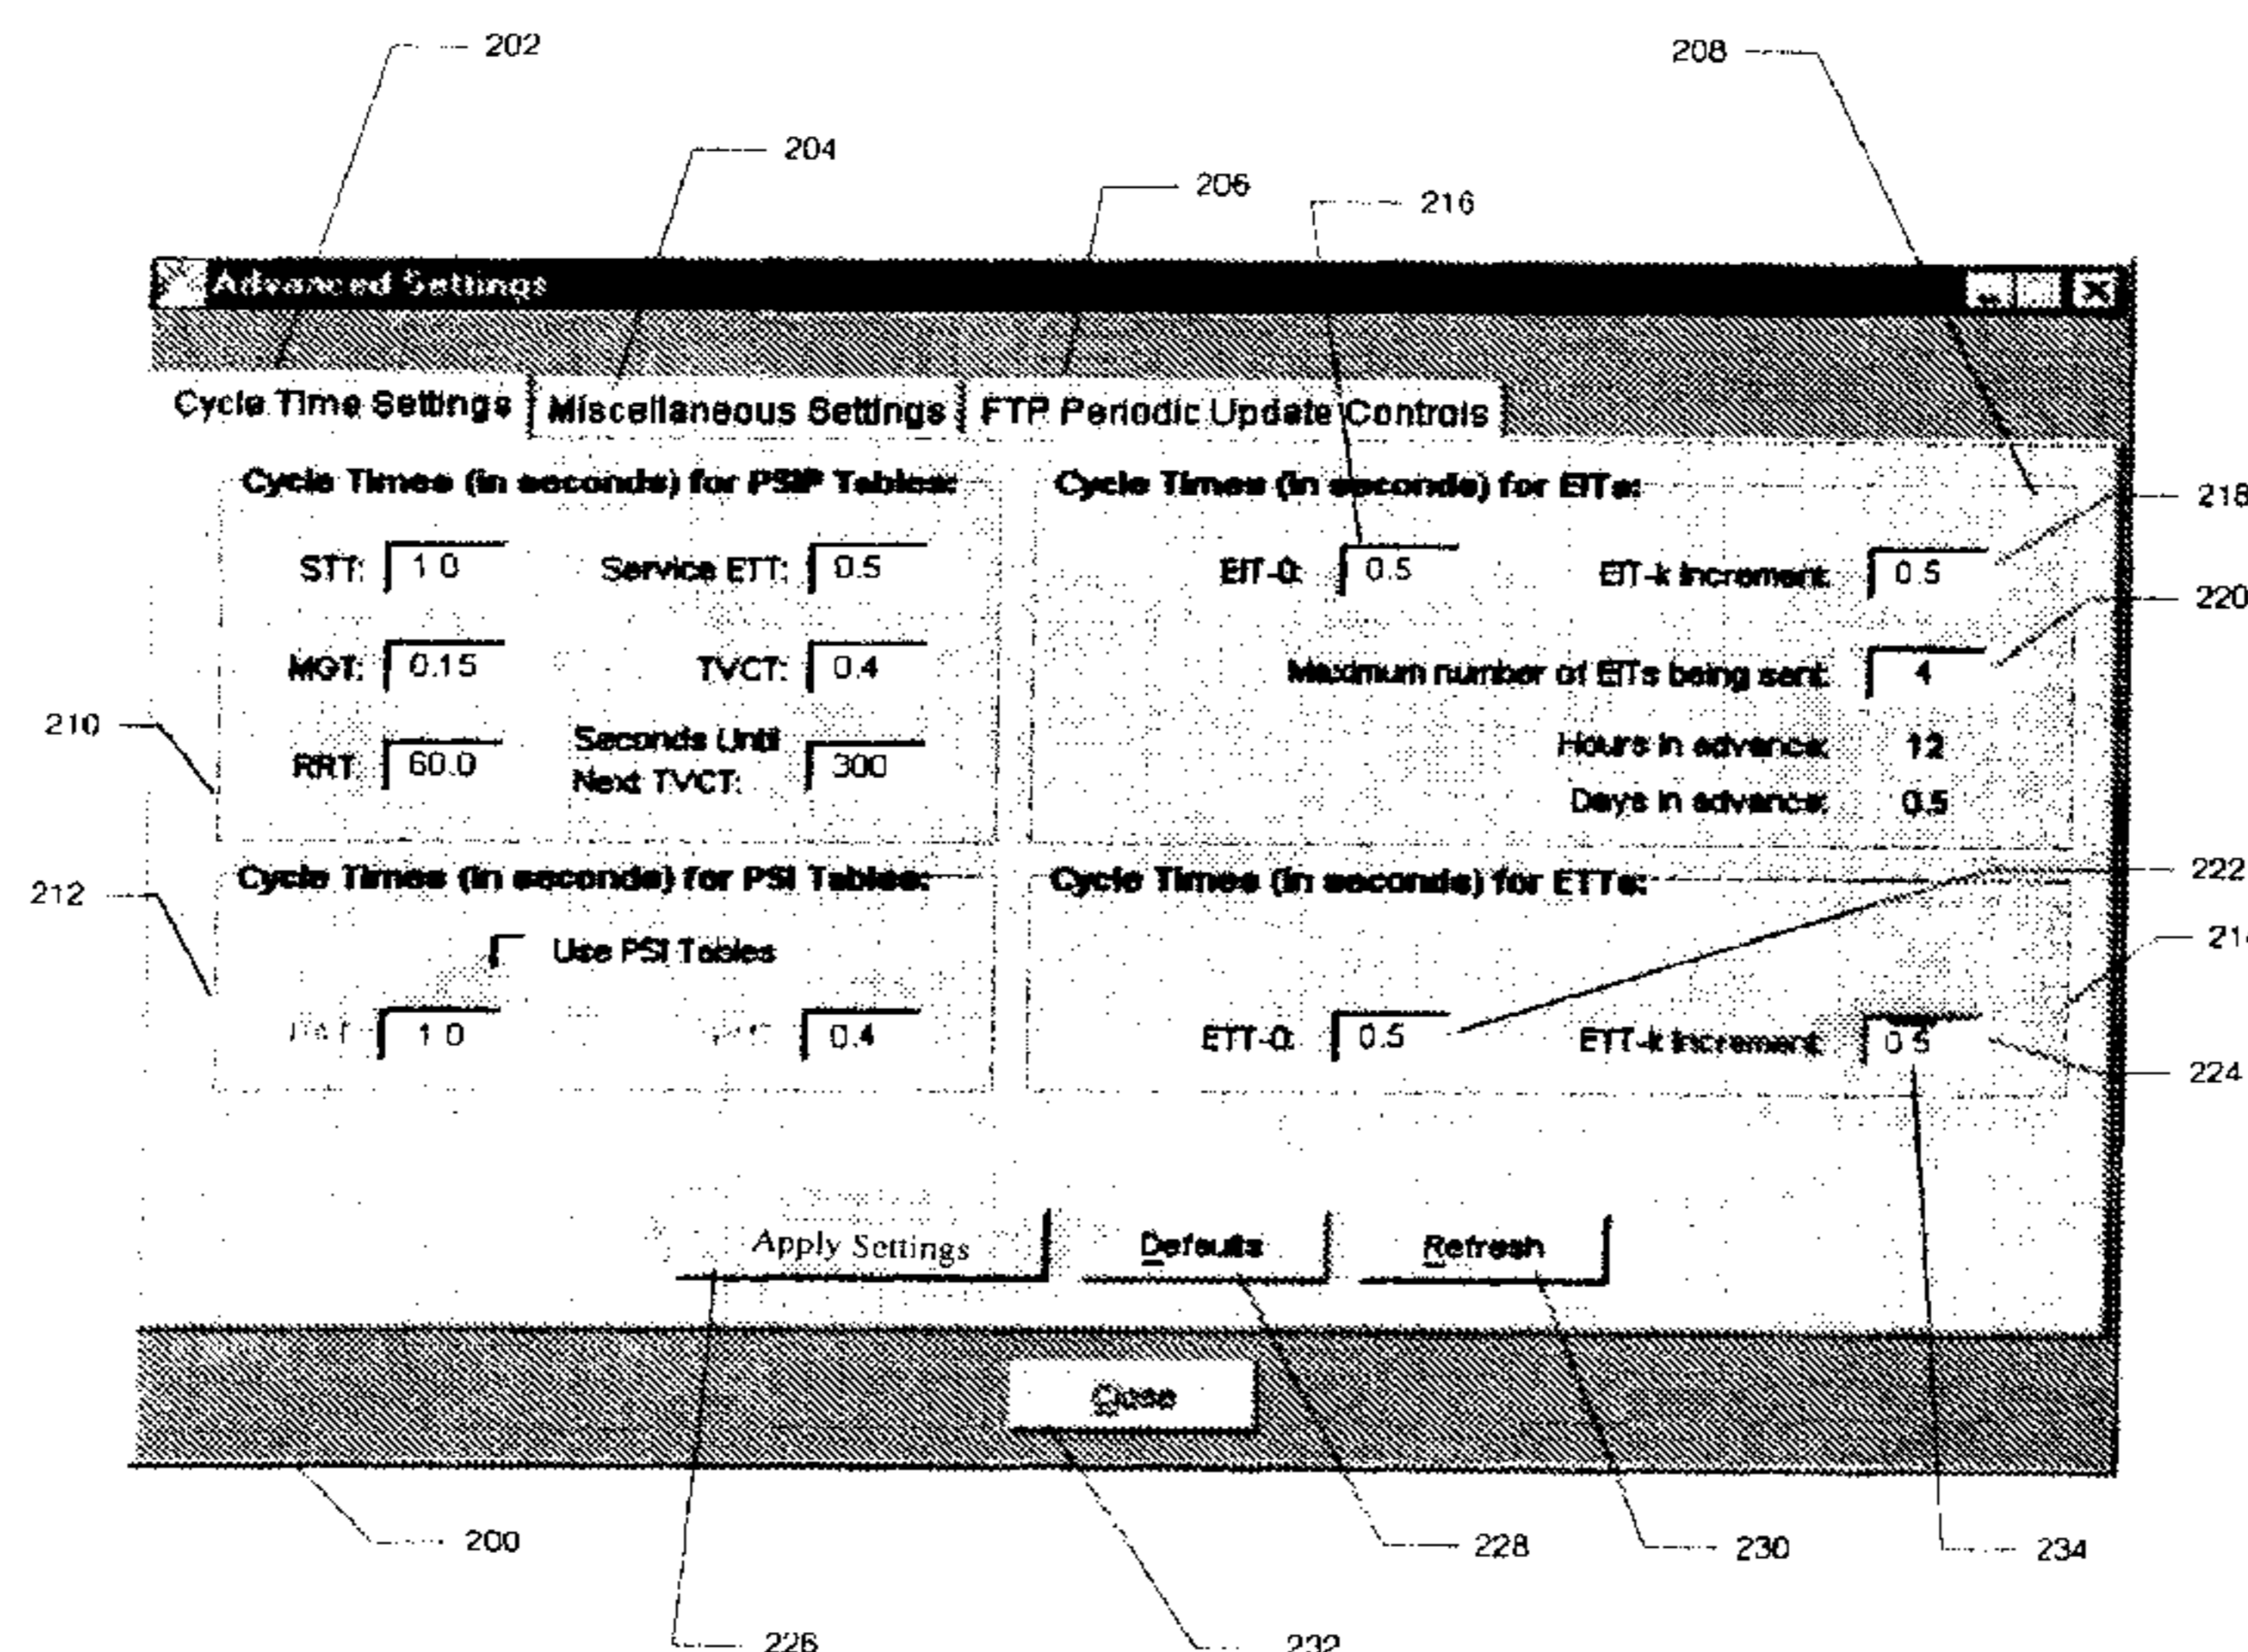 202
208
204
206
216
Advanced Settings
Cycle Time Settings
Miscellaneous Settings
FTP Periodic Update Controls
Cycle Times (in seconds) for PSIP Tables:
STT: 1.0
Service ETT: 0.5
MGT: 0.15
TVCT: 0.4
RRT: 60.0
Seconds Until
Next TVCT: 300
Cycle Times (in seconds) for EITs:
EIT-0: 0.5
EIT-k Increment: 0.5
Maximum number of EITs being sent: 4
Hours in advance: 12
Days in advance: 0.5
218
220
210
212
Cycle Times (in seconds) for PSI Tables:
Use PSI Tables
1.0
0.4
Cycle Times (in seconds) for ETTs:
ETT-0: 0.5
ETT-k Increment: 0.5
222
224
Apply Settings
Defaults
Refresh
Close
200
228
230
234
226
232